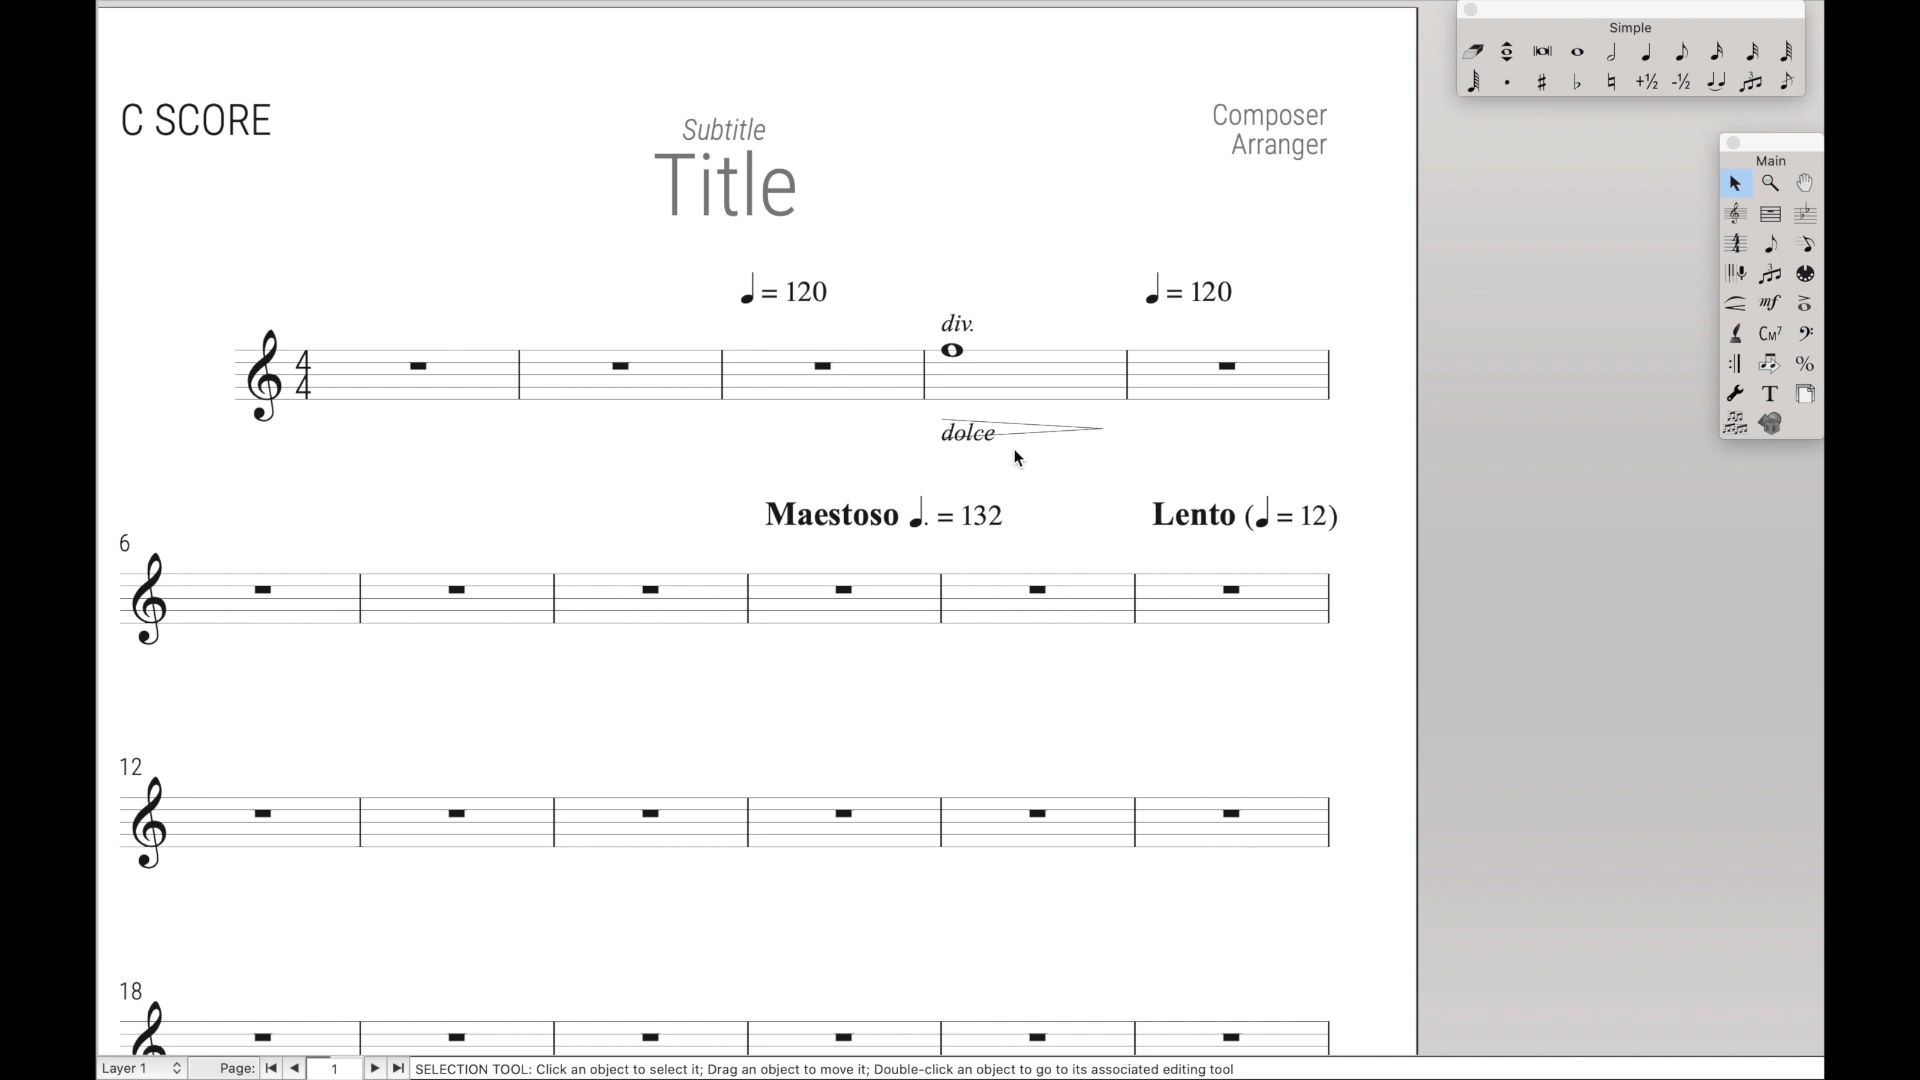 Simple
+½ -½
C SCORE
Subtitle
Title
Composer
Arranger
Main
= 120
= 120
div.
mf
CM7
dolce
%
T
Maestoso ♩. = 132
Lento (♩ = 12)
6
12
18
Layer 1
Page:
1
SELECTION TOOL: Click an object to select it; Drag an object to move it; Double-click an object to go to its associated editing tool